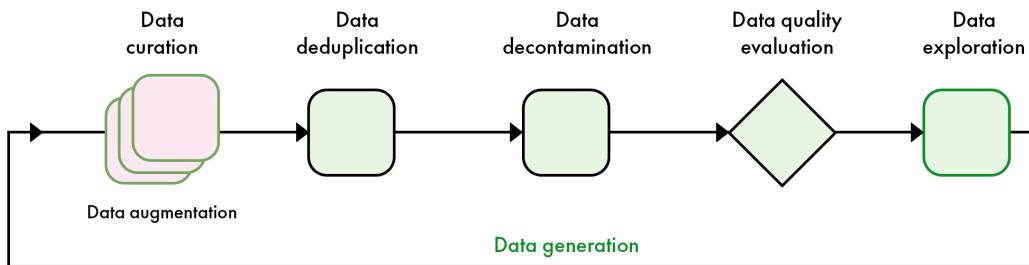 Data
curation
Data
deduplication
Data
decontamination
Data quality
evaluation
Data
exploration
Data augmentation
Data generation